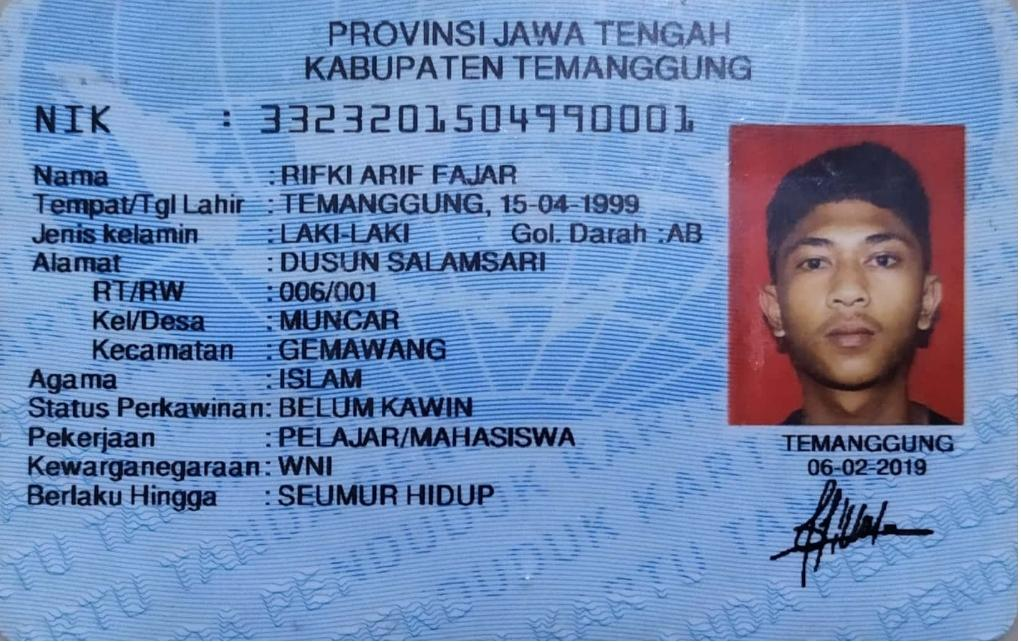 PROVINSI JAWA TENGAH
KABUPATEN TEMANGGUNG
NIK : 3323201504990001
Nama : RIFKI ARIF FAJAR
Tempat/Tgl Lahir : TEMANGGUNG, 15-04-1999
Jenis kelamin : LAKI-LAKI Gol. Darah :AB
Alamat : DUSUN SALAMSARI
RT/RW : 006/001
Kel/Desa : MUNCAR
Kecamatan : GEMAWANG
Agama : ISLAM
Status Perkawinan: BELUM KAWIN
Pekerjaan : PELAJAR/MAHASISWA
Kewarganegaraan: WNI
Berlaku Hingga : SEUMUR HIDUP
TEMANGGUNG
06-02-2019